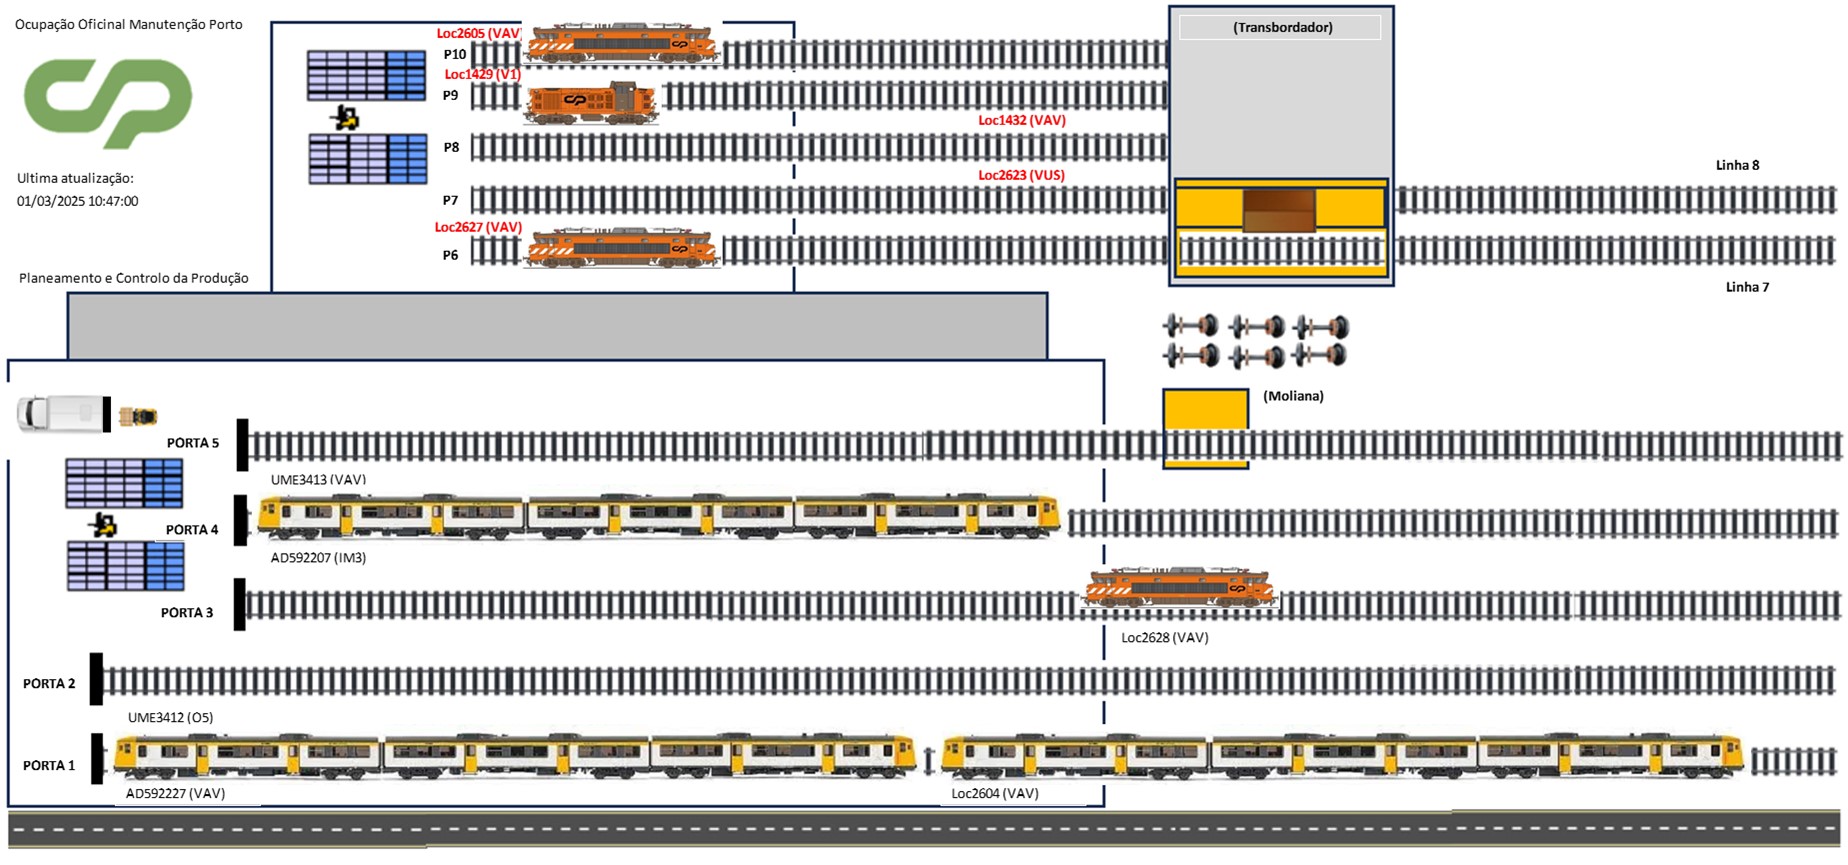 Ocupação Oficinal Manutenção Porto
Loc2605 (VAV)
(Transbordador)
P10
Loc1429 (V1)
P9
Loc1432 (VAV)
P8
Linha 8
Ultima atualização:
Loc2623 (VUS)
01/03/2025 10:47:00
P7
Loc2627 (VAV)
P6
Planeamento e Controlo da Produção
Linha 7
(Moliana)
PORTA 5
UME3413 (VAV)
PORTA 4
AD592207 (IM3)
PORTA 3
Loc2628 (VAV)
PORTA 2
UME3412 (O5)
PORTA 1
AD592227 (VAV)
Loc2604 (VAV)